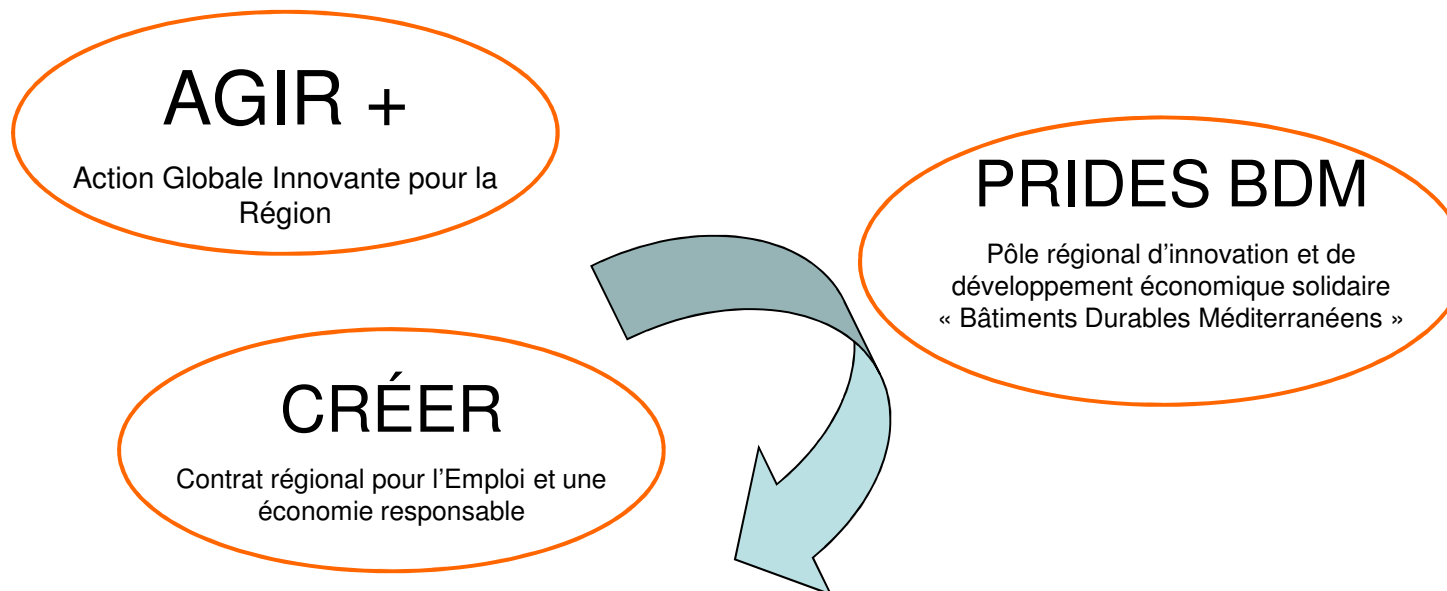 AGIR +
Action Globale Innovante pour la
Région
PRIDES BDM
Pôle régional d’innovation et de
développement économique solidaire
« Bâtiments Durables Méditerranéens »
CRÉER
Contrat régional pour l’Emploi et une
économie responsable